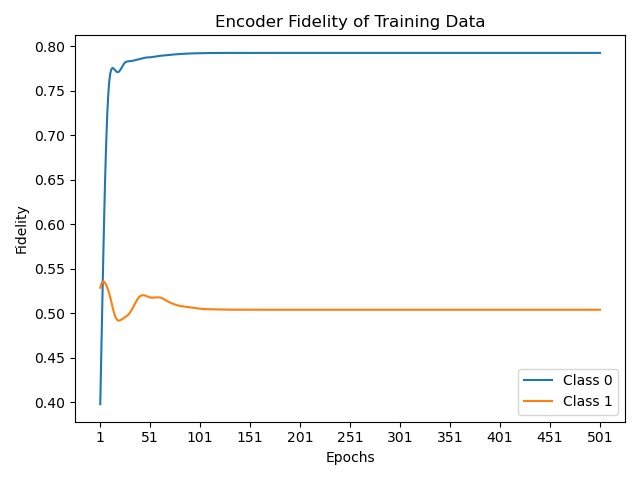 Encoder Fidelity of Training Data
0.80
0.75
0.70
0.65
0.60
0.55
0.50
0.45
0.40
Fidelity
Class 0
Class 1
1 51 101 151 201 251 301 351 401 451 501
Epochs